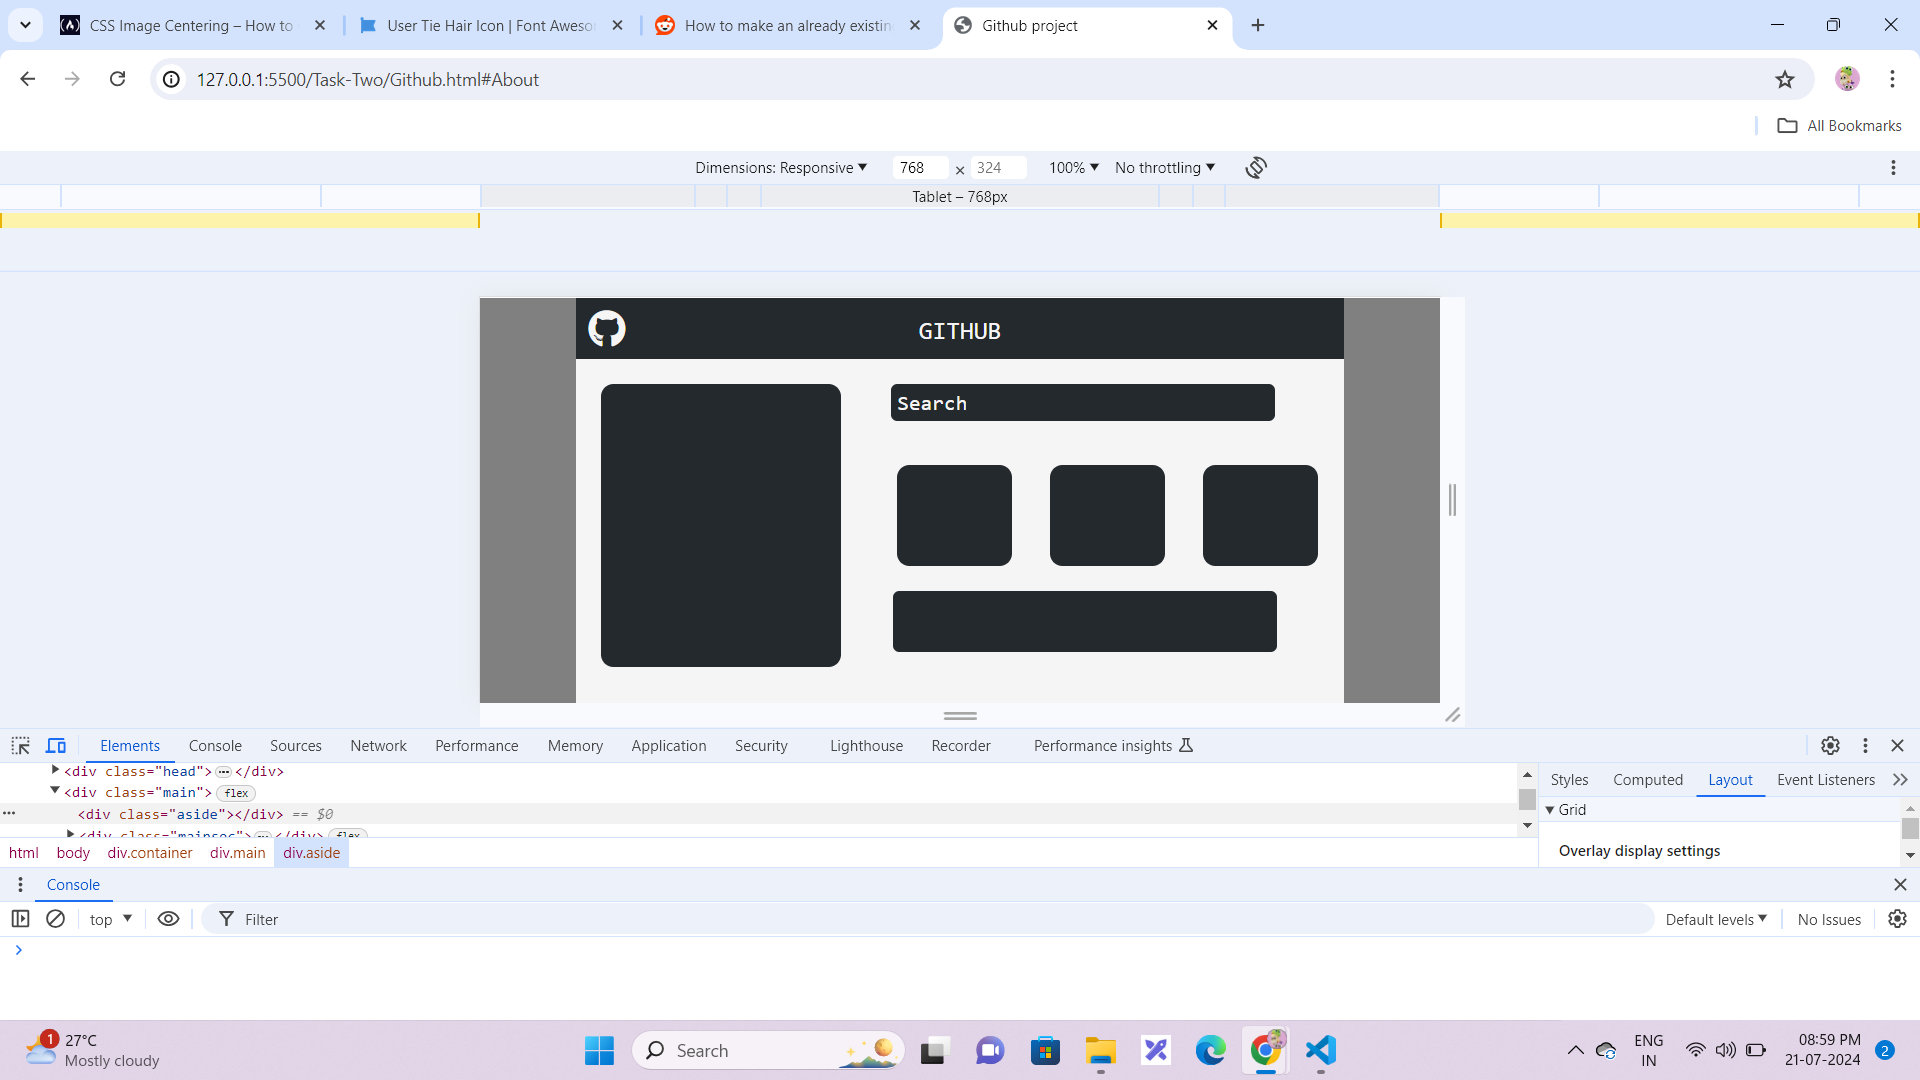 CSS Image Centering – How to
User Tie Hair Icon | Font Aweso
How to make an already existin
Github project
127.0.0.1:5500/Task-Two/Github.html#About
All Bookmarks
Dimensions: Responsive 768 × 324 100% No throttling
Tablet – 768px
GITHUB
Search
Elements Console Sources Network Performance Memory Application Security Lighthouse Recorder Performance insights
<div class="head">⋯</div>
<div class="main"> flex
<div class="aside"></div> == $0
<div class="mainsec">⋯</div> flex
Styles Computed Layout Event Listeners
Grid
Overlay display settings
html body div.container div.main div.aside
Console
top Filter Default levels No Issues
1 27°C
Mostly cloudy
Search
ENG
IN
08:59 PM
21-07-2024
2